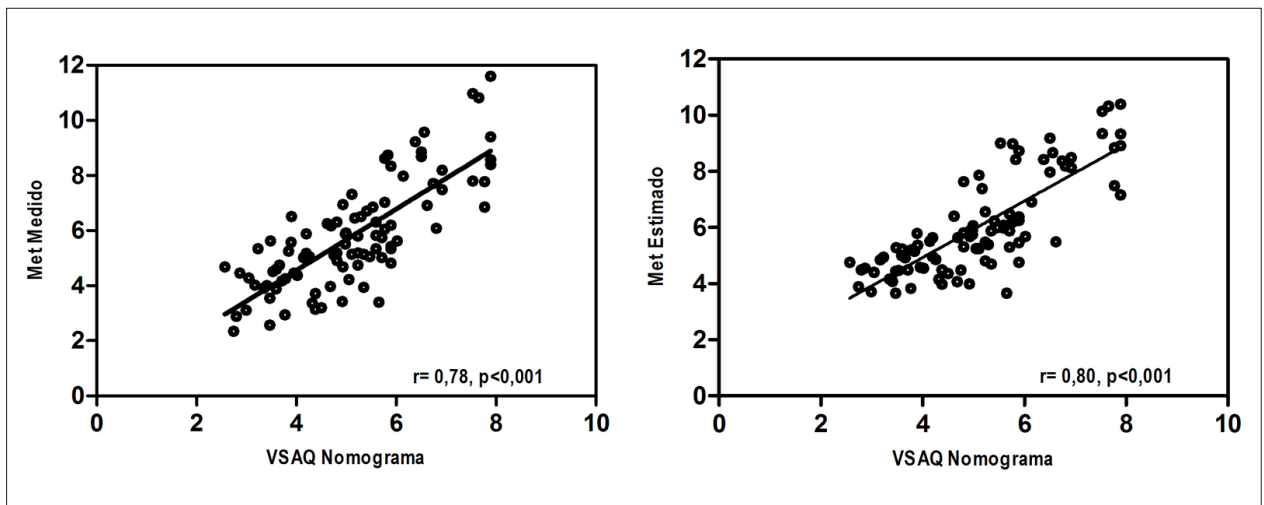 12
10
8
6
4
2
0
Met Medido
r= 0,78, p<0,001
0 2 4 6 8 10
VSAQ Nomograma
12
10
8
6
4
2
0
Met Estimado
r= 0,80, p<0,001
0 2 4 6 8 10
VSAQ Nomograma